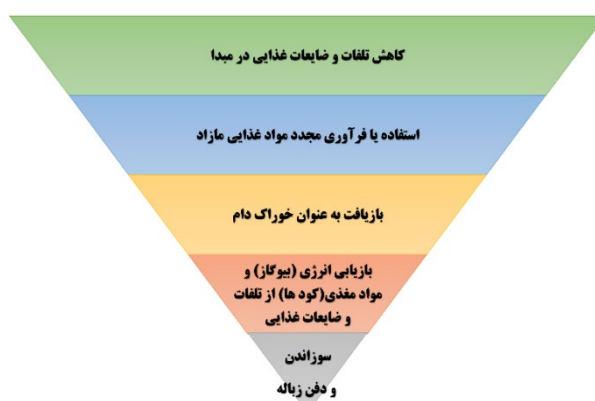 کاهش تلفات و ضایعات غذایی در مبدا
استفاده یا فرآوری مجدد مواد غذایی مازاد
بازیافت به عنوان خوراک دام
بازیابی انرژی (بیوگاز) و
مواد مغذی(کود ها) از تلفات
و ضایعات غذایی
سوزاندن
و دفن زباله